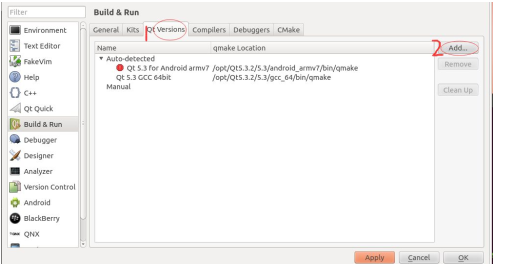 Filter
Build & Run
Environment
Text Editor
FakeVim
Help
C++
Qt Quick
Build & Run
Debugger
Designer
Analyzer
Version Control
Android
BlackBerry
QNX
General Kits Qt Versions Compilers Debuggers CMake
1
2
Name qmake Location
Auto-detected
Qt 5.3 for Android armv7 /opt/Qt5.3.2/5.3/android_armv7/bin/qmake
Qt 5.3 GCC 64bit /opt/Qt5.3.2/5.3/gcc_64/bin/qmake
Manual
Add...
Remove
Clean Up
Apply Cancel OK